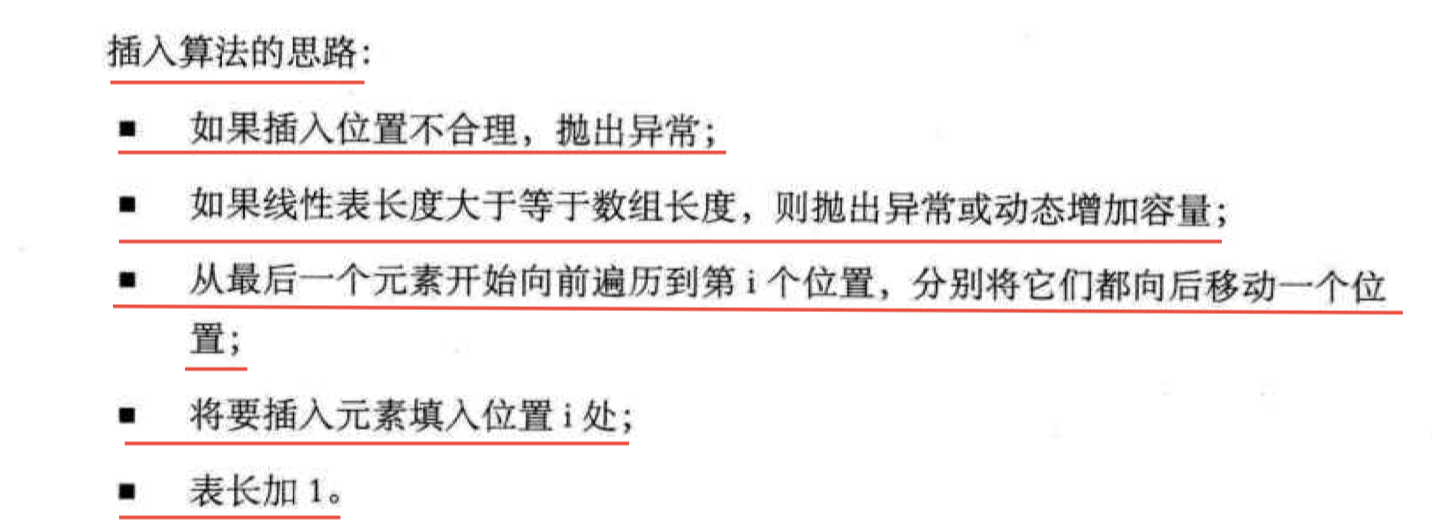 插入算法的思路:
■ 如果插入位置不合理，抛出异常;
■ 如果线性表长度大于等于数组长度，则抛出异常或动态增加容量;
■ 从最后一个元素开始向前遍历到第 i 个位置，分别将它们都向后移动一个位
置;
■ 将要插入元素填入位置 i 处;
■ 表长加 1。